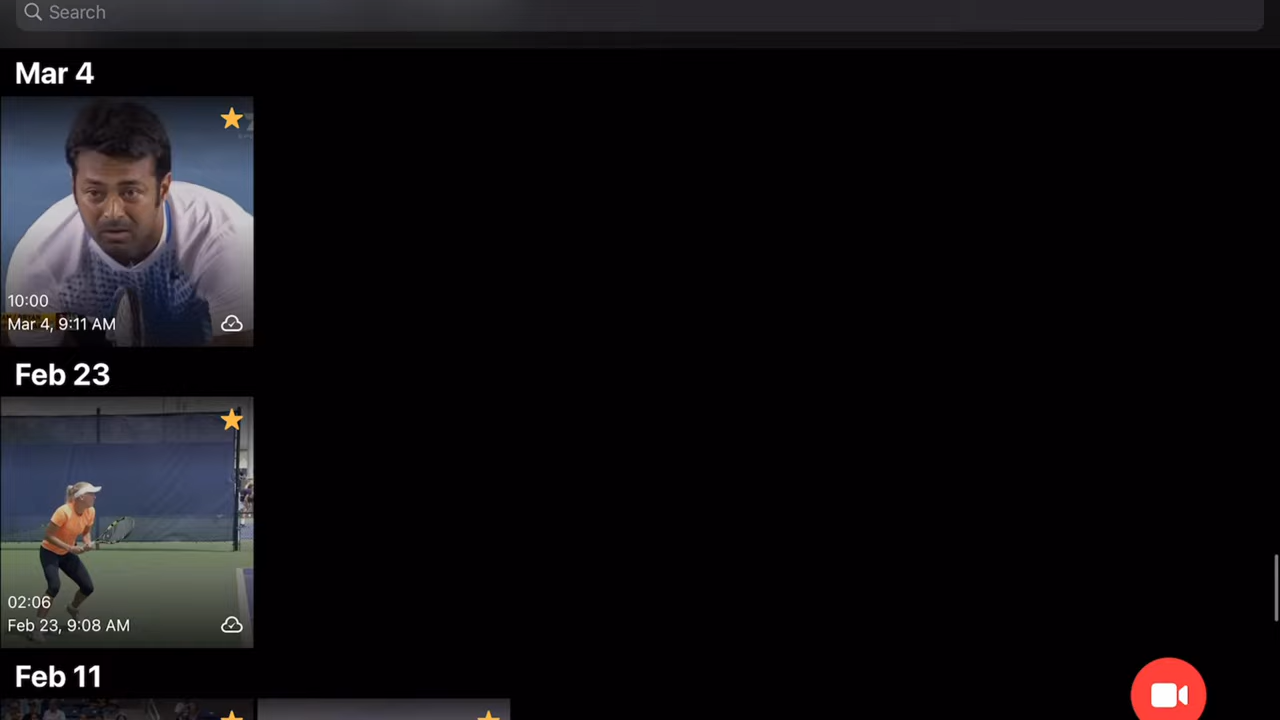 Search
Mar 4
10:00
Mar 4, 9:11 AM
Feb 23
02:06
Feb 23, 9:08 AM
Feb 11